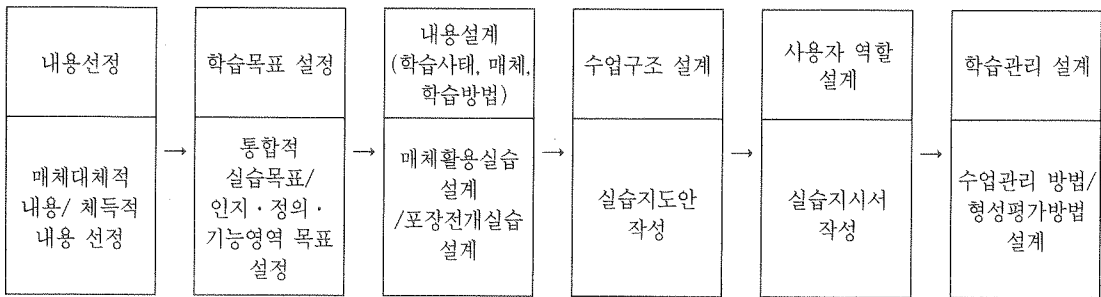 내용선정
매체대체적
내용/ 체득적
내용 선정
→
학습목표 설정
통합적
실습목표/
인지 · 정의 ·
기능영역 목표
설정
→
내용설계
(학습사태, 매체,
학습방법)
매체활용실습
설계
/포장전개실습
설계
→
수업구조 설계
실습지도안
작성
→
사용자 역할
설계
실습지시서
작성
→
학습관리 설계
수업관리 방법/
형성평가방법
설계